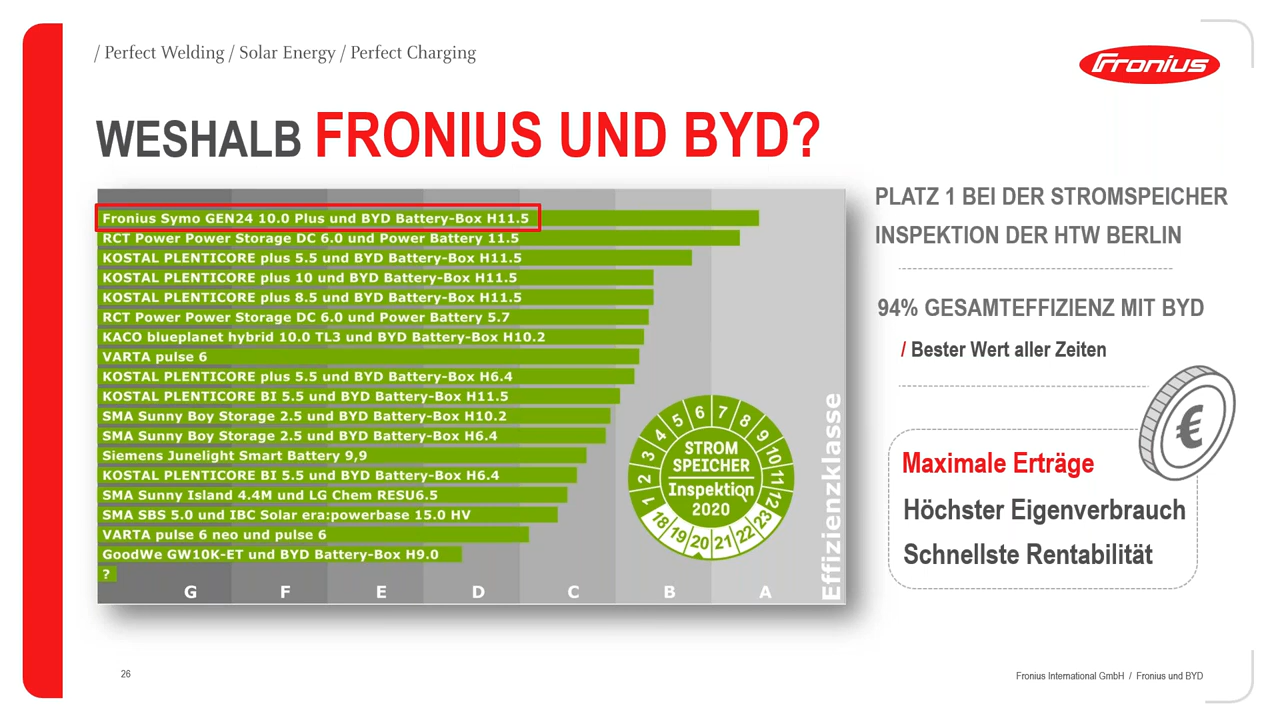 / Perfect Welding / Solar Energy / Perfect Charging
Fronius
WESHALB FRONIUS UND BYD?
Fronius Symo GEN24 10.0 Plus und BYD Battery-Box H11.5
RCT Power Power Storage DC 6.0 und Power Battery 11.5
KOSTAL PLENTICORE plus 5.5 und BYD Battery-Box H11.5
KOSTAL PLENTICORE plus 10 und BYD Battery-Box H11.5
KOSTAL PLENTICORE plus 8.5 und BYD Battery-Box H11.5
RCT Power Power Storage DC 6.0 und Power Battery 5.7
KACO blueplanet hybrid 10.0 TL3 und BYD Battery-Box H10.2
VARTA pulse 6
KOSTAL PLENTICORE plus 5.5 und BYD Battery-Box H6.4
KOSTAL PLENTICORE BI 5.5 und BYD Battery-Box H11.5
SMA Sunny Boy Storage 2.5 und BYD Battery-Box H10.2
SMA Sunny Boy Storage 2.5 und BYD Battery-Box H6.4
Siemens Junelight Smart Battery 9,9
KOSTAL PLENTICORE BI 5.5 und BYD Battery-Box H6.4
SMA Sunny Island 4.4M und LG Chem RESU6.5
SMA SBS 5.0 und IBC Solar era:powerbase 15.0 HV
VARTA pulse 6 neo und pulse 6
GoodWe GW10K-ET und BYD Battery-Box H9.0
?
G F E D C B A
Effizienzklasse
1 2 3 4 5 6 7 8 9 10 11 12
STROM
SPEICHER
Inspektion
2020
18 19 20 21 22 23
PLATZ 1 BEI DER STROMSPEICHER
INSPEKTION DER HTW BERLIN
94% GESAMTEFFIZIENZ MIT BYD
/ Bester Wert aller Zeiten
€
Maximale Erträge
Höchster Eigenverbrauch
Schnellste Rentabilität
26
Fronius International GmbH / Fronius und BYD